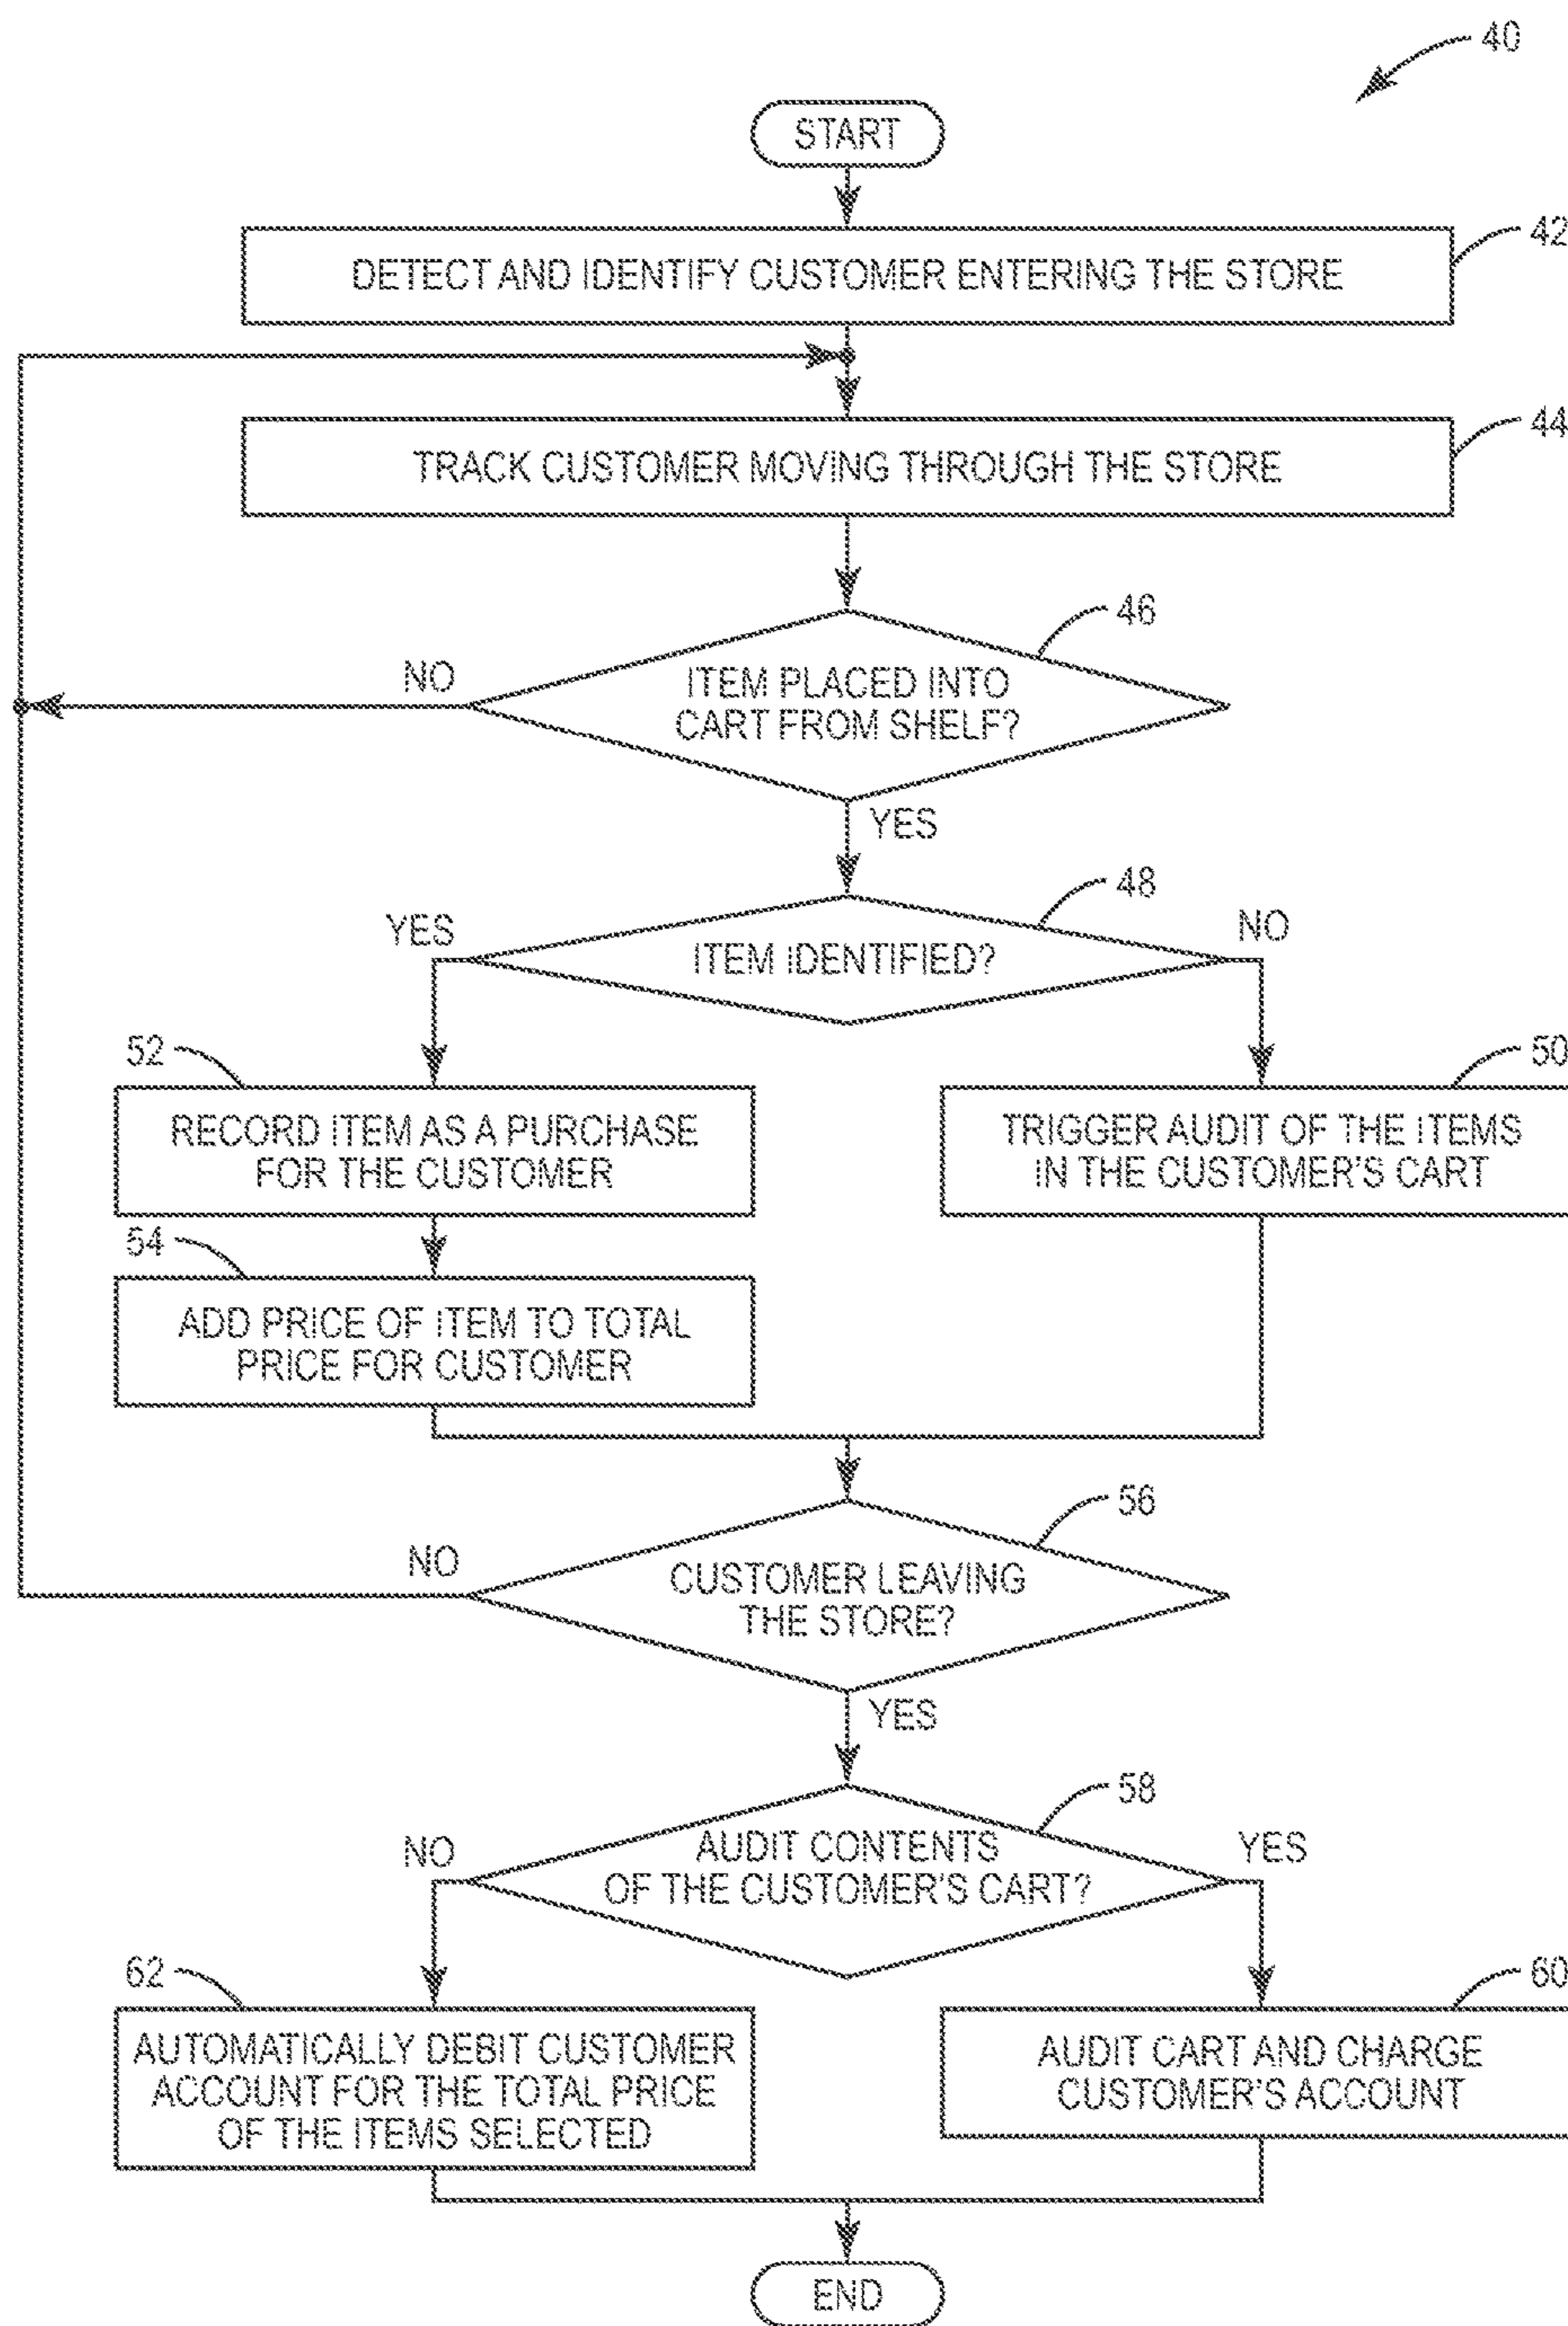 40
START
42
DETECT AND IDENTIFY CUSTOMER ENTERING THE STORE
44
TRACK CUSTOMER MOVING THROUGH THE STORE
46
NO
ITEM PLACED INTO
CART FROM SHELF?
YES
48
YES
NO
ITEM IDENTIFIED?
52
50
RECORD ITEM AS A PURCHASE
FOR THE CUSTOMER
TRIGGER AUDIT OF THE ITEMS
IN THE CUSTOMER'S CART
54
ADD PRICE OF ITEM TO TOTAL
PRICE FOR CUSTOMER
56
NO
CUSTOMER LEAVING
THE STORE?
YES
58
NO
YES
AUDIT CONTENTS
OF THE CUSTOMER'S CART?
62
60
AUTOMATICALLY DEBIT CUSTOMER
ACCOUNT FOR THE TOTAL PRICE
OF THE ITEMS SELECTED
AUDIT CART AND CHARGE
CUSTOMER'S ACCOUNT
END